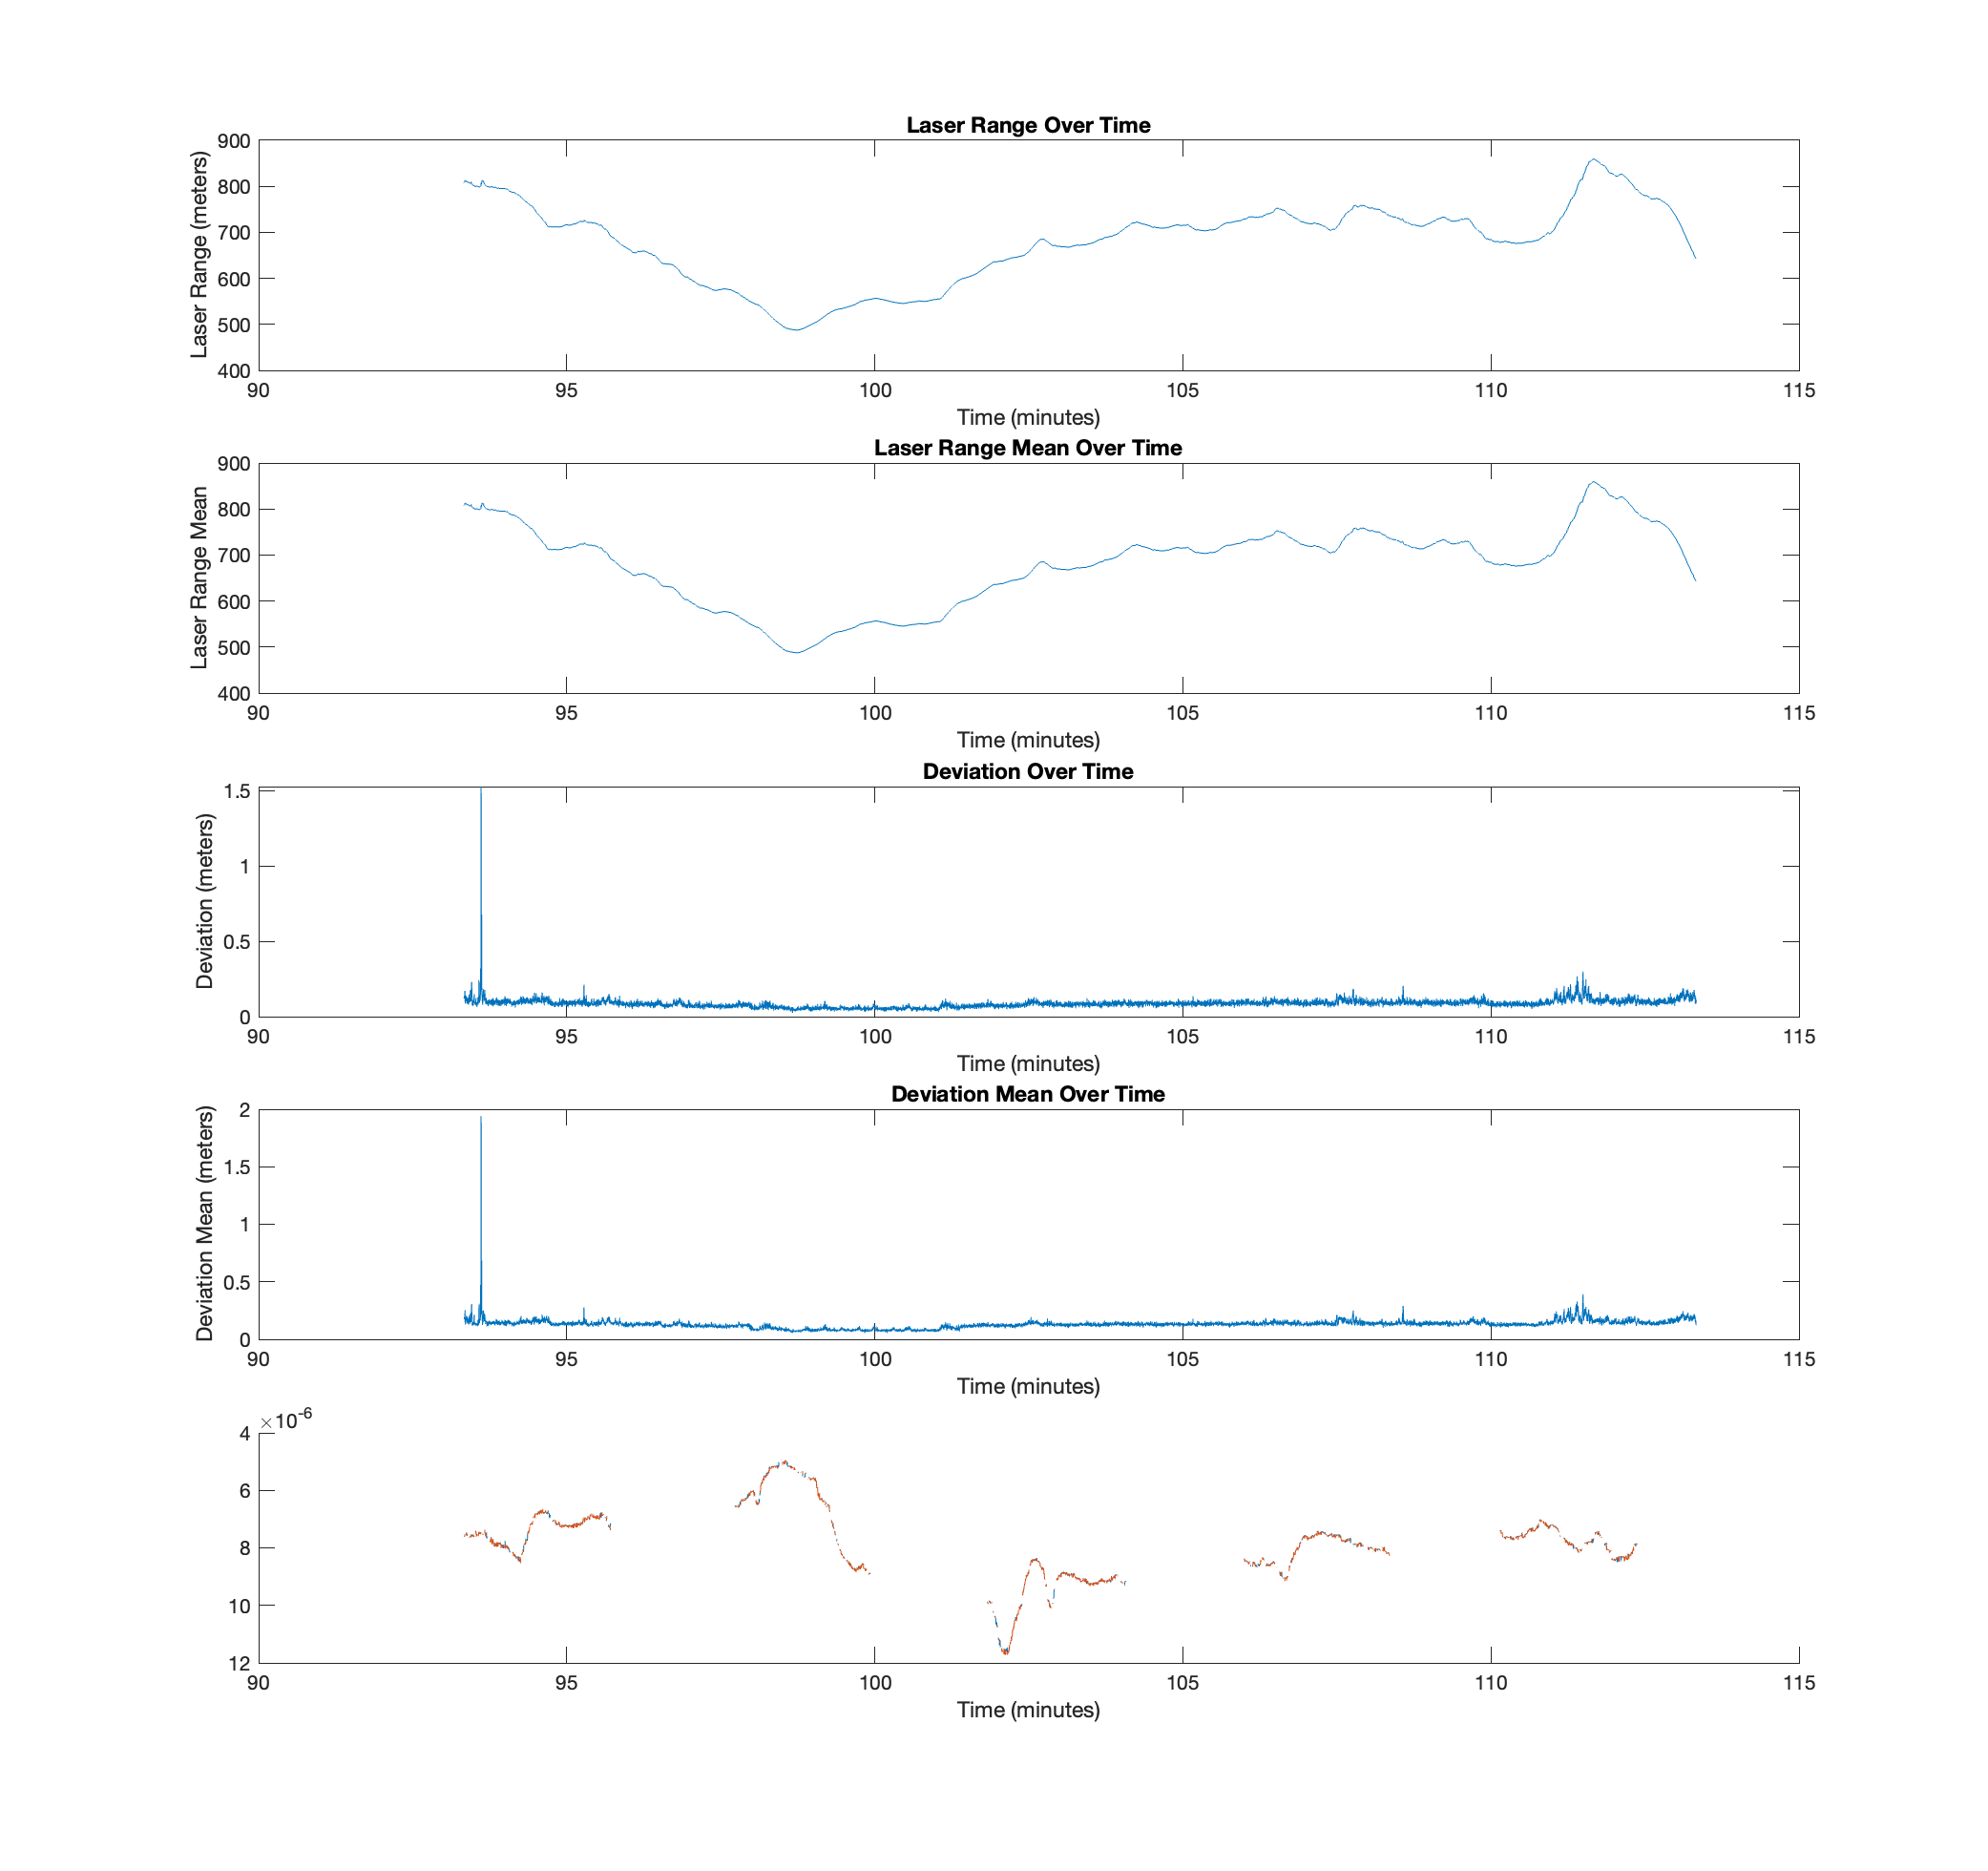 Laser Range Over Time
900
800
700
600
500
400
Laser Range (meters)
90 95 100 105 110 115
Time (minutes)
Laser Range Mean Over Time
900
800
700
600
500
400
Laser Range Mean
90 95 100 105 110 115
Time (minutes)
Deviation Over Time
1.5
1
0.5
0
Deviation (meters)
90 95 100 105 110 115
Time (minutes)
Deviation Mean Over Time
2
1.5
1
0.5
0
Deviation Mean (meters)
90 95 100 105 110 115
Time (minutes)
×10⁻⁶
4
6
8
10
12
90 95 100 105 110 115
Time (minutes)